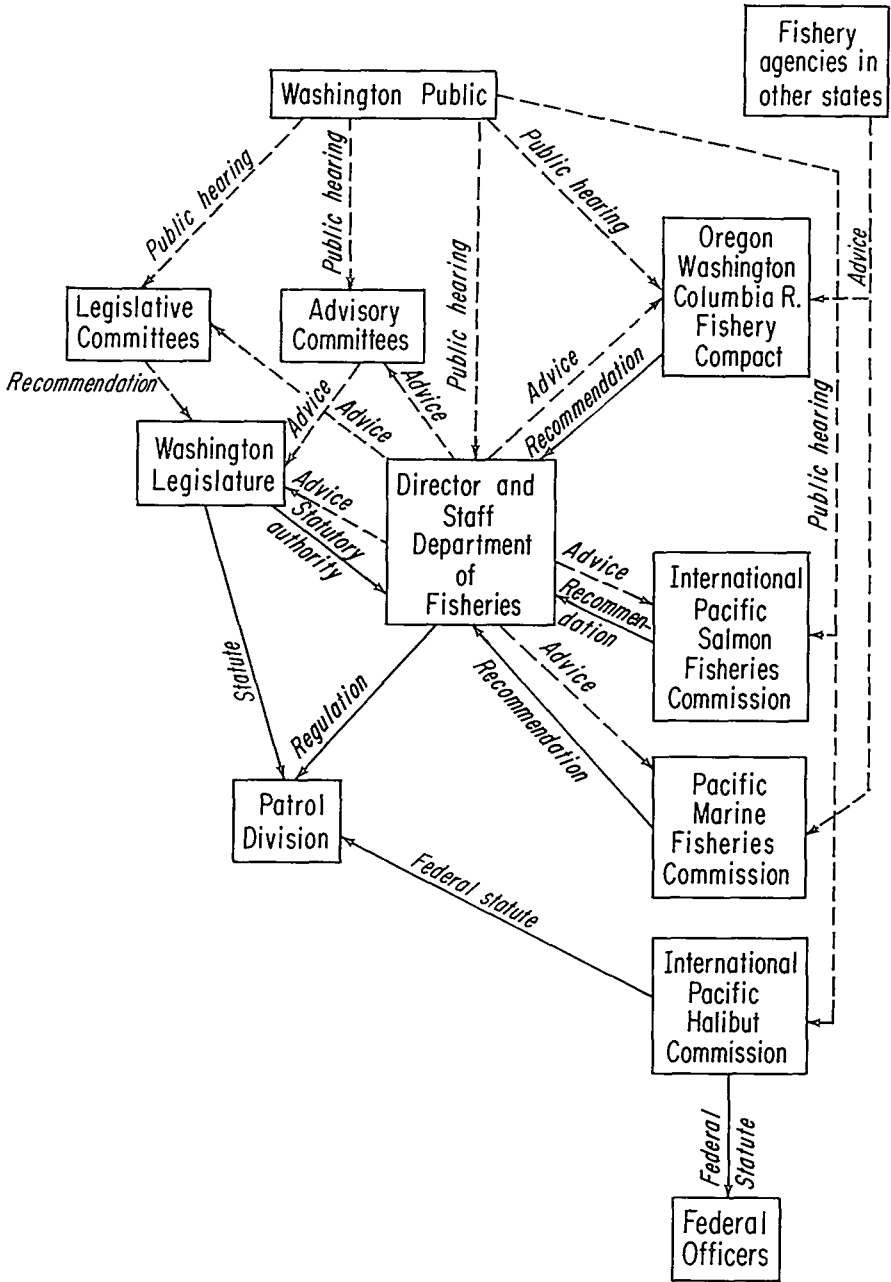 Fishery
agencies in
other states
Washington Public
Public hearing
Public hearing
Public hearing
Public hearing
Public hearing
Advice
Oregon
Washington
Columbia R.
Fishery
Compact
Legislative
Committees
Advisory
Committees
Recommendation
Advice
Advice
Advice
Advice
Recommendation
Washington
Legislature
Advice
Statutory
authority
Director and
Staff
Department
of
Fisheries
Advice
Recommen-
dation
International
Pacific
Salmon
Fisheries
Commission
Statute
Regulation
Advice
Recommendation
Patrol
Division
Pacific
Marine
Fisheries
Commission
Federal statute
International
Pacific
Halibut
Commission
Federal
Statute
Federal
Officers